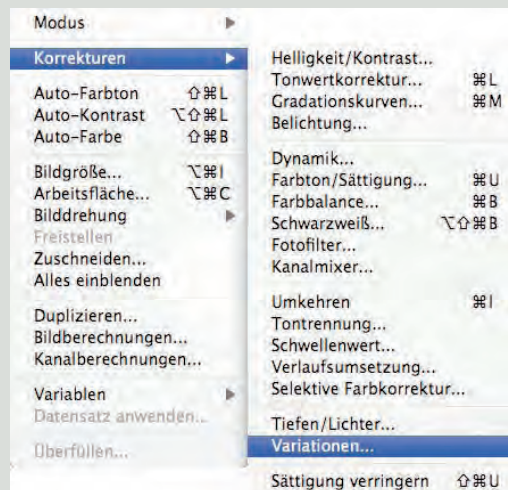 Modus
Korrekturen
Auto-Farbton ⇧⌘L
Auto-Kontrast ⌥⇧⌘L
Auto-Farbe ⇧⌘B
Bildgröße... ⌥⌘I
Arbeitsfläche... ⌥⌘C
Bilddrehung
Freistellen
Zuschneiden...
Alles einblenden
Duplizieren...
Bildberechnungen...
Kanalberechnungen...
Variablen
Datensatz anwenden...
Überfüllen...
Helligkeit/Kontrast...
Tonwertkorrektur... ⌘L
Gradationskurven... ⌘M
Belichtung...
Dynamik...
Farbton/Sättigung... ⌘U
Farbbalance... ⌘B
Schwarzweiß... ⌥⇧⌘B
Fotofilter...
Kanalmixer...
Umkehren ⌘I
Tontrennung...
Schwellenwert...
Verlaufsumsetzung...
Selektive Farbkorrektur...
Tiefen/Lichter...
Variationen...
Sättigung verringern ⇧⌘U